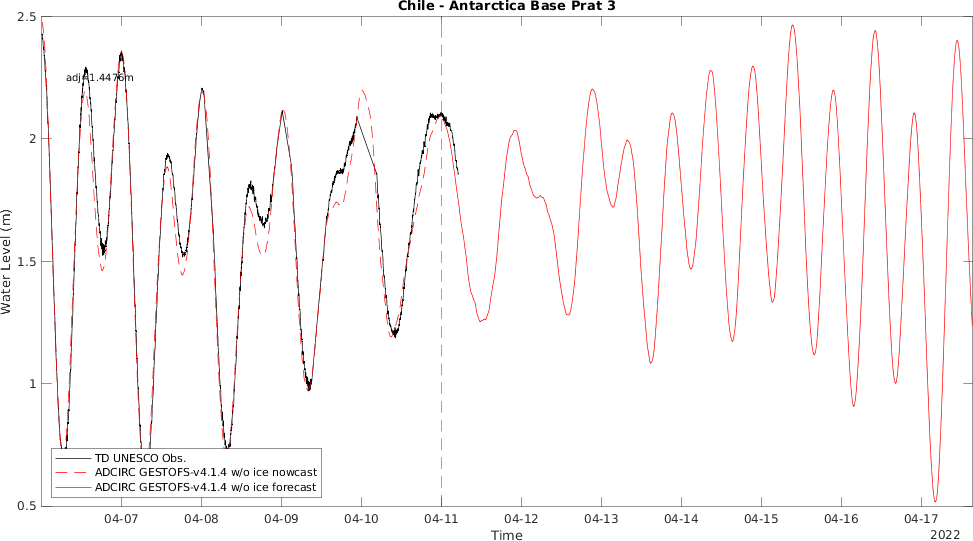 Chile - Antarctica Base Prat 3
2.5
2
1.5
1
0.5
Water Level (m)
adj=1.4476m
TD UNESCO Obs.
ADCIRC GESTOFS-v4.1.4 w/o ice nowcast
ADCIRC GESTOFS-v4.1.4 w/o ice forecast
04-07 04-08 04-09 04-10 04-11 04-12 04-13 04-14 04-15 04-16 04-17
Time
2022